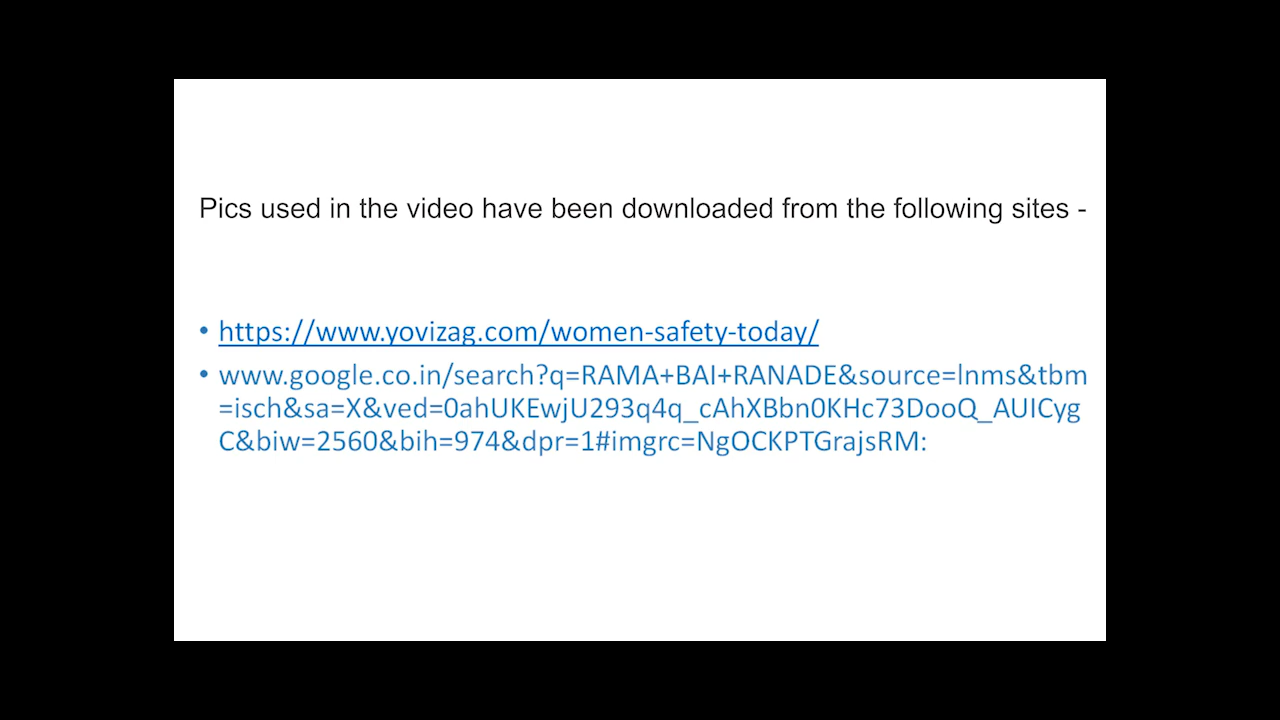 Pics used in the video have been downloaded from the following sites -
• https://www.yovizag.com/women-safety-today/
• www.google.co.in/search?q=RAMA+BAI+RANADE&source=lnms&tbm
=isch&sa=X&ved=0ahUKEwjU293q4q_cAhXBbn0KHc73DooQ_AUICyg
C&biw=2560&bih=974&dpr=1#imgrc=NgOCKPTGrajsRM: